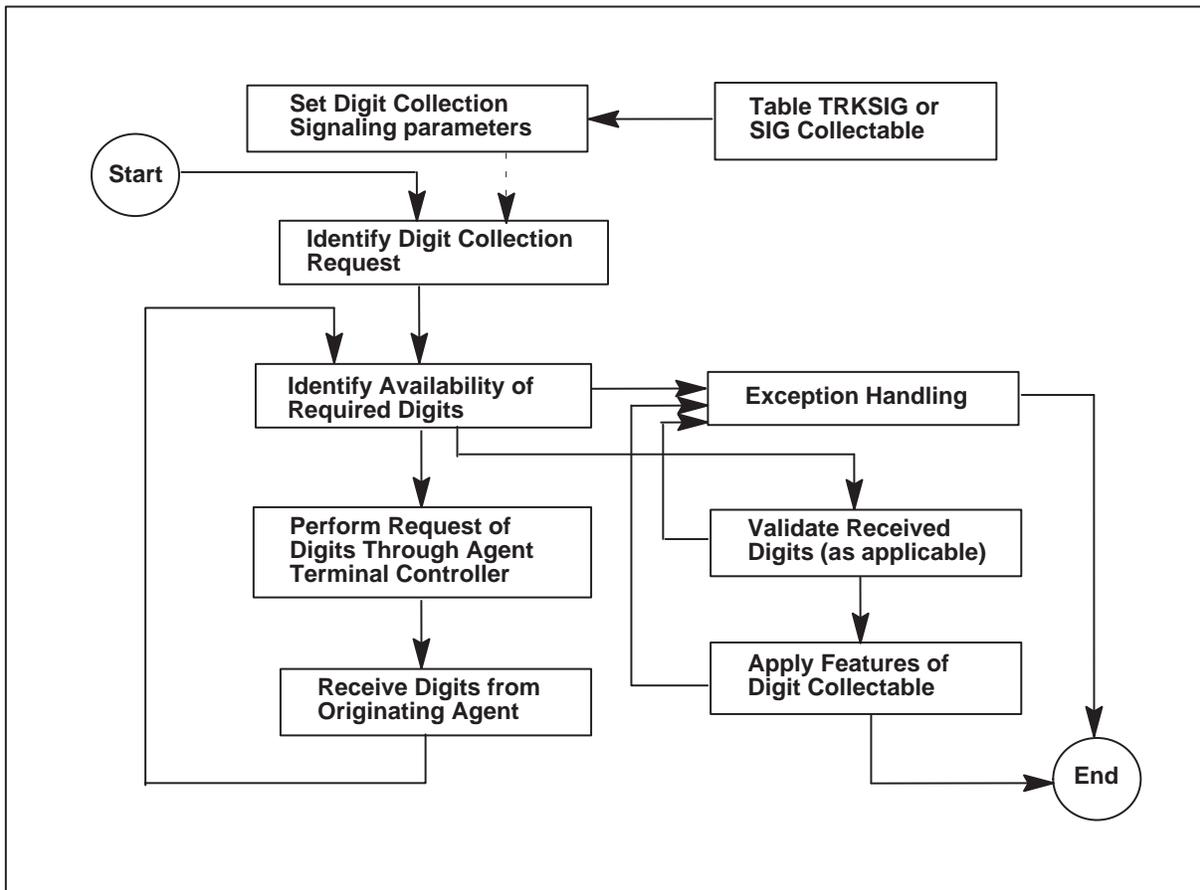 Set Digit Collection
Signaling parameters
Table TRKSIG or
SIG Collectable
Start
Identify Digit Collection
Request
Identify Availability of
Required Digits
Exception Handling
Perform Request of
Digits Through Agent
Terminal Controller
Validate Received
Digits (as applicable)
Receive Digits from
Originating Agent
Apply Features of
Digit Collectable
End